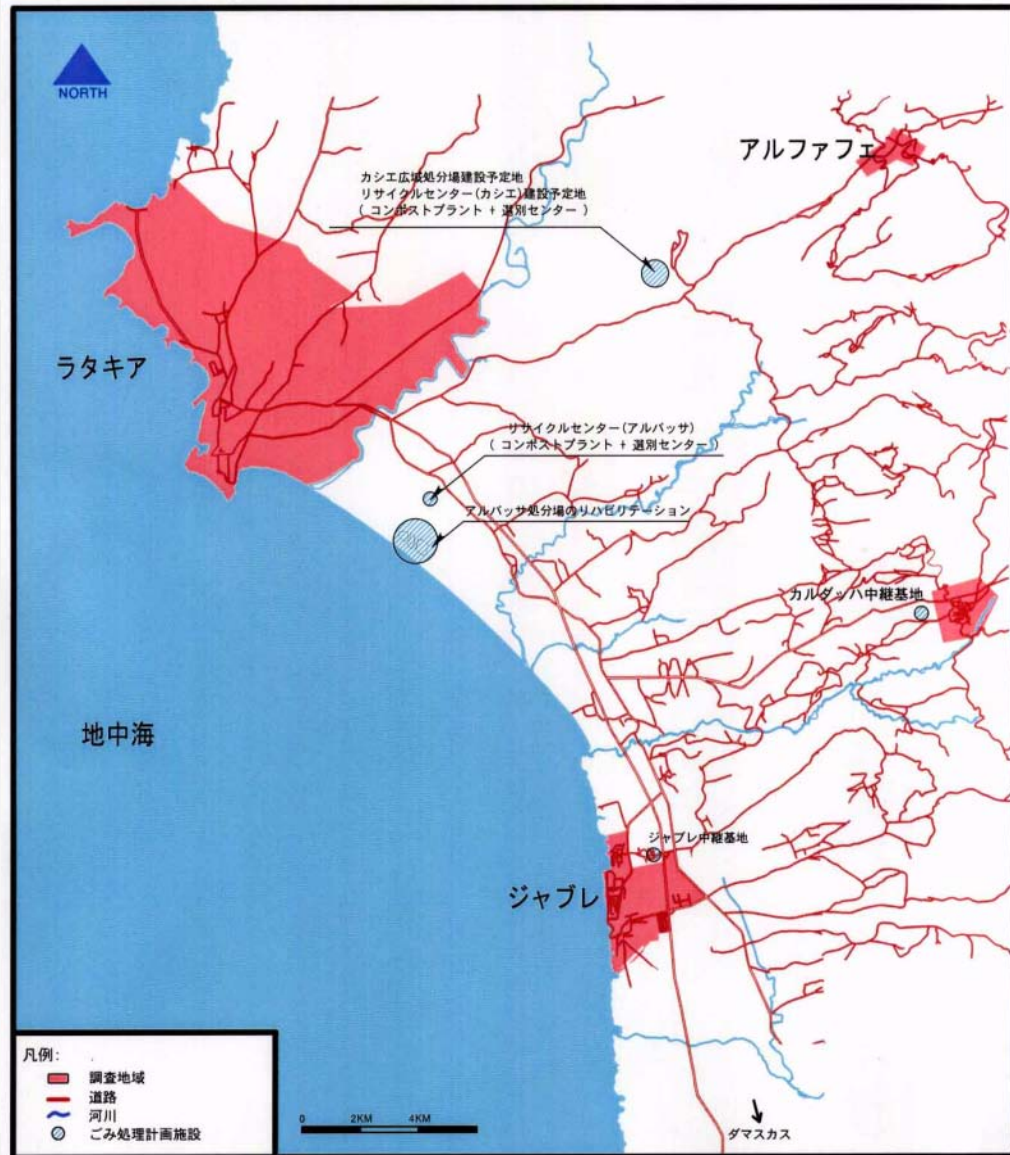 NORTH
アルファフェ
カシエ広域処分場建設予定地
リサイクルセンター(カシエ)建設予定地
( コンポストプラント + 選別センター )
ラタキア
リサイクルセンター(アルバッサ)
( コンポストプラント + 選別センター )
アルバッサ処分場のリハビリテーション
カルダッハ中継基地
地中海
ジャブレ中継基地
ジャブレ
凡例:
調査地域
道路
河川
ごみ処理計画施設
0 2KM 4KM
ダマスカス